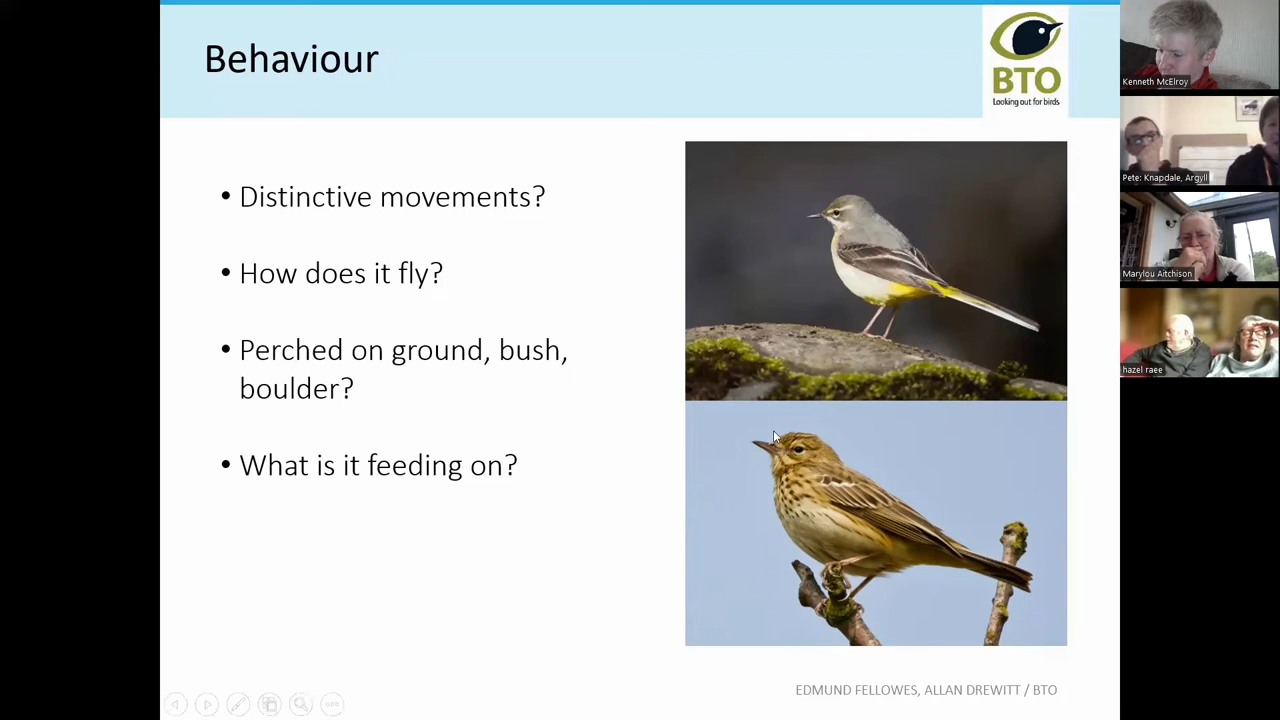 Behaviour
BTO
Looking out for birds
• Distinctive movements?
• How does it fly?
• Perched on ground, bush,
boulder?
• What is it feeding on?
EDMUND FELLOWES, ALLAN DREWITT / BTO
Kenneth McElroy
Pete: Knapdale, Argyll
Marylou Aitchison
hazel raee